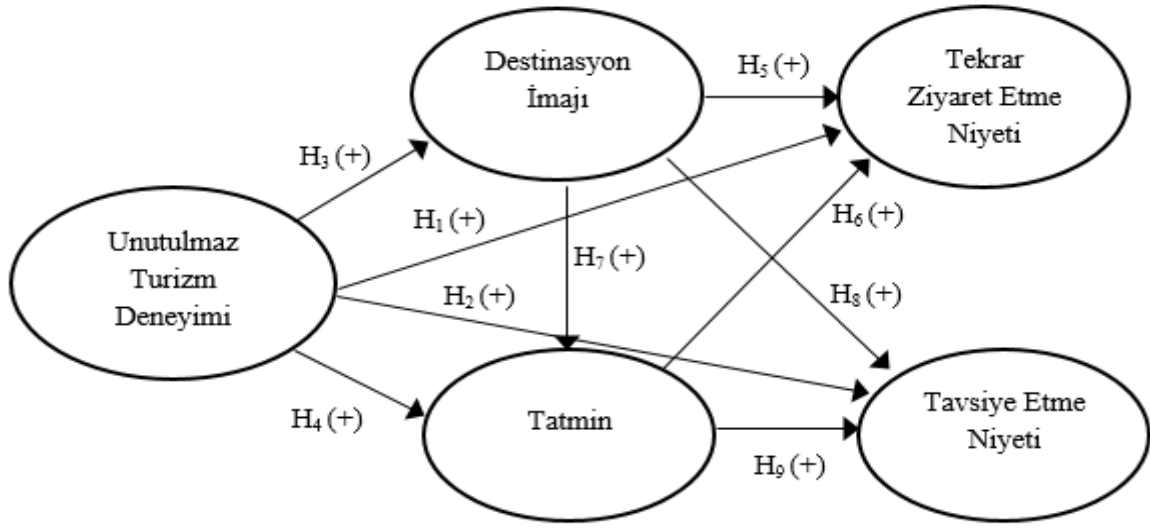 Destinasyon
İmajı
H₅ (+)
Tekrar
Ziyaret Etme
Niyeti
H₃ (+)
H₁ (+)
H₆ (+)
Unutulmaz
Turizm
Deneyimi
H₇ (+)
H₂ (+)
H₈ (+)
H₄ (+)
Tatmin
H₉ (+)
Tavsiye Etme
Niyeti